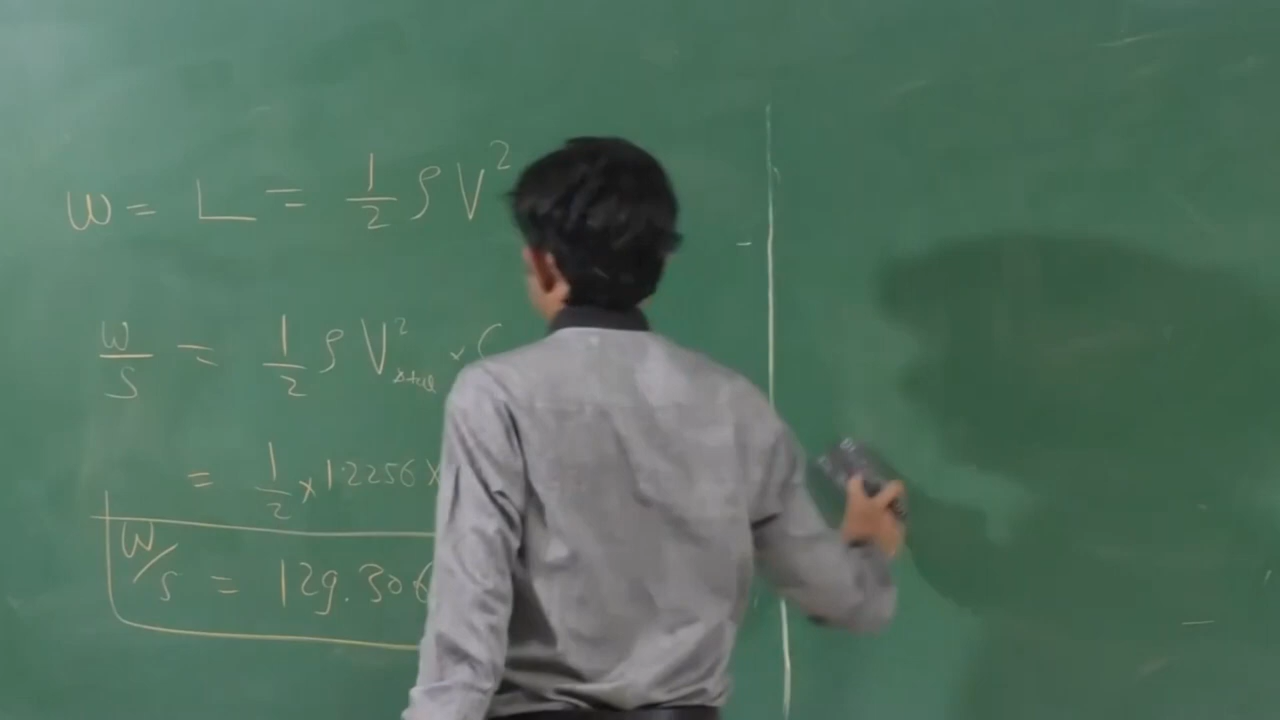 W = L = 1/2 ρ V²
W/S = 1/2 ρ V²stall × C
= 1/2 × 1.2256 ×
W/S = 129.306